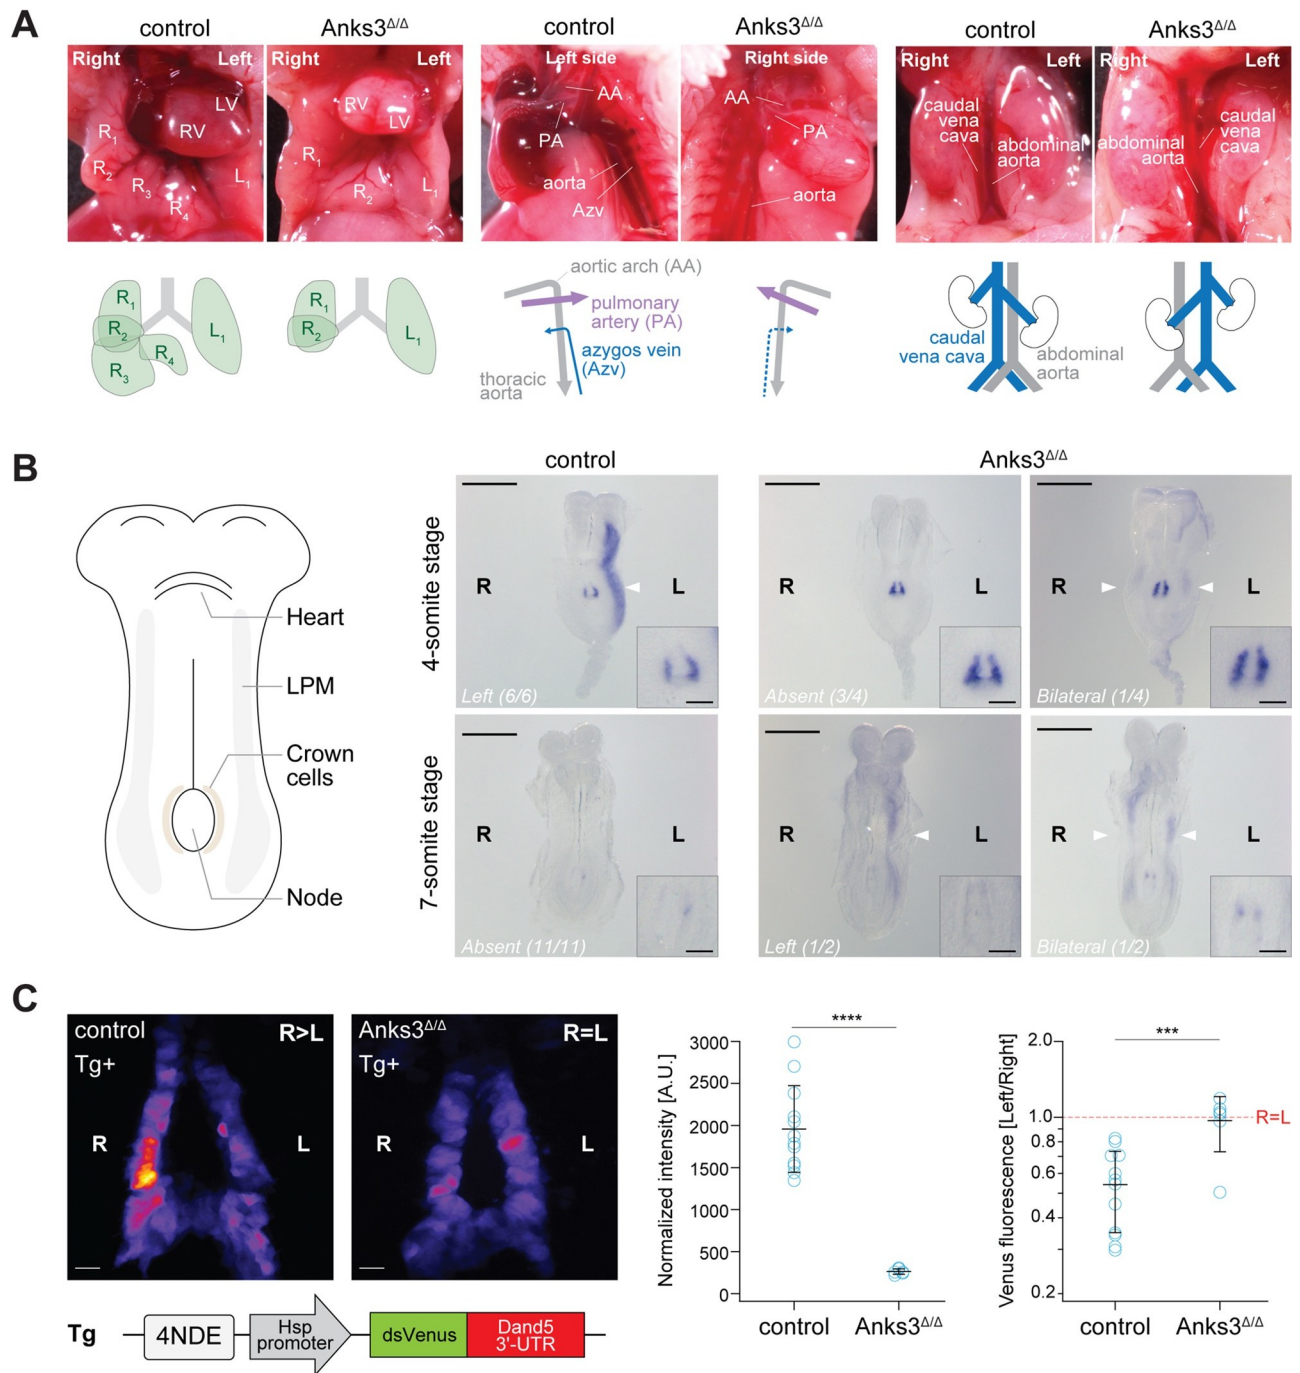 A
control
Anks3Δ/Δ
control
Anks3Δ/Δ
control
Anks3Δ/Δ
Right
Left
LV
RV
R1
R2
R3
R4
L1
Right
Left
RV
LV
R1
R2
L1
Left side
AA
PA
aorta
Azv
Right side
AA
PA
aorta
Right
Left
caudal
vena
cava
abdominal
aorta
Right
Left
caudal
vena
cava
abdominal
aorta
R1
R2
R3
R4
L1
R1
R2
L1
aortic arch (AA)
pulmonary
artery (PA)
azygos vein
(Azv)
thoracic
aorta
caudal
vena cava
abdominal
aorta
B
control
Anks3Δ/Δ
Heart
LPM
Crown
cells
Node
4-somite stage
R
L
Left (6/6)
R
L
Absent (3/4)
R
L
Bilateral (1/4)
7-somite stage
R
L
Absent (11/11)
R
L
Left (1/2)
R
L
Bilateral (1/2)
C
control
Tg+
R>L
R
L
Anks3Δ/Δ
Tg+
R=L
R
L
Tg
4NDE
Hsp
promoter
dsVenus
Dand5
3'-UTR
Normalized intensity [A.U.]
3000
2500
2000
1500
1000
500
0
****
control
Anks3Δ/Δ
Venus fluorescence [Left/Right]
2.0
1.0
0.8
0.6
0.4
0.2
***
R=L
control
Anks3Δ/Δ